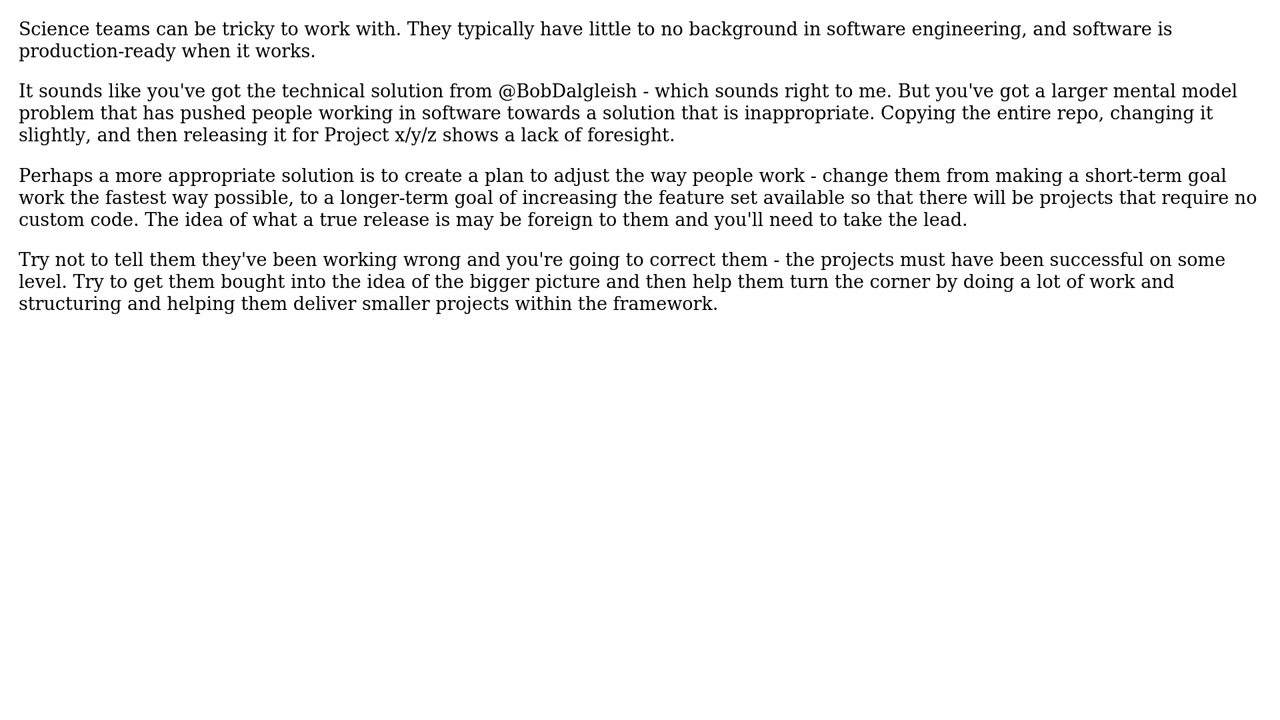 Science teams can be tricky to work with. They typically have little to no background in software engineering, and software is
production-ready when it works.
It sounds like you've got the technical solution from @BobDalgleish - which sounds right to me. But you've got a larger mental model
problem that has pushed people working in software towards a solution that is inappropriate. Copying the entire repo, changing it
slightly, and then releasing it for Project x/y/z shows a lack of foresight.
Perhaps a more appropriate solution is to create a plan to adjust the way people work - change them from making a short-term goal
work the fastest way possible, to a longer-term goal of increasing the feature set available so that there will be projects that require no
custom code. The idea of what a true release is may be foreign to them and you'll need to take the lead.
Try not to tell them they've been working wrong and you're going to correct them - the projects must have been successful on some
level. Try to get them bought into the idea of the bigger picture and then help them turn the corner by doing a lot of work and
structuring and helping them deliver smaller projects within the framework.